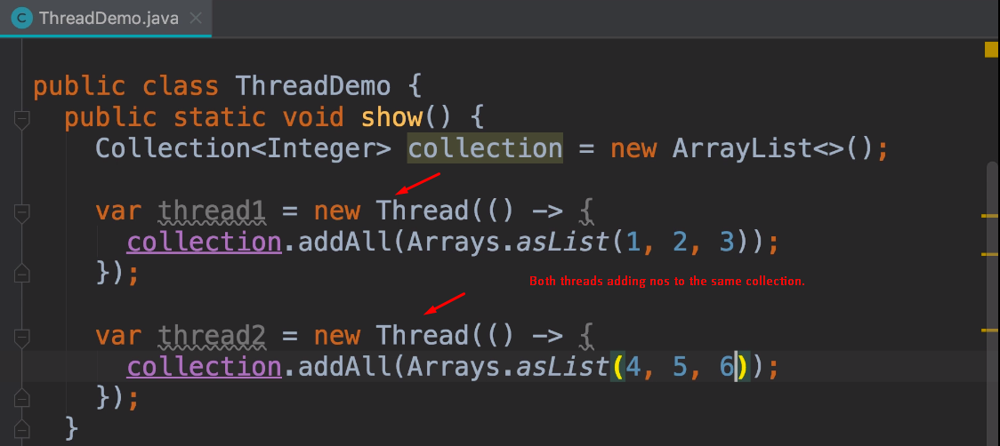 C ThreadDemo.java ×
public class ThreadDemo {
public static void show() {
Collection<Integer> collection = new ArrayList<>();
var thread1 = new Thread(() -> {
collection.addAll(Arrays.asList(1, 2, 3));
});
Both threads adding nos to the same collection.
var thread2 = new Thread(() -> {
collection.addAll(Arrays.asList(4, 5, 6));
});
}